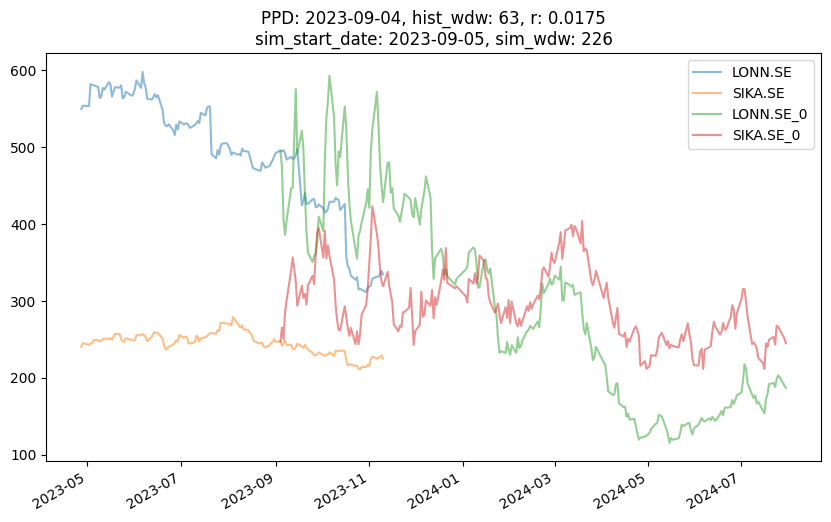 PPD: 2023-09-04, hist_wdw: 63, r: 0.0175
sim_start_date: 2023-09-05, sim_wdw: 226
LONN.SE
SIKA.SE
LONN.SE_0
SIKA.SE_0
600
500
400
300
200
100
2023-05
2023-07
2023-09
2023-11
2024-01
2024-03
2024-05
2024-07